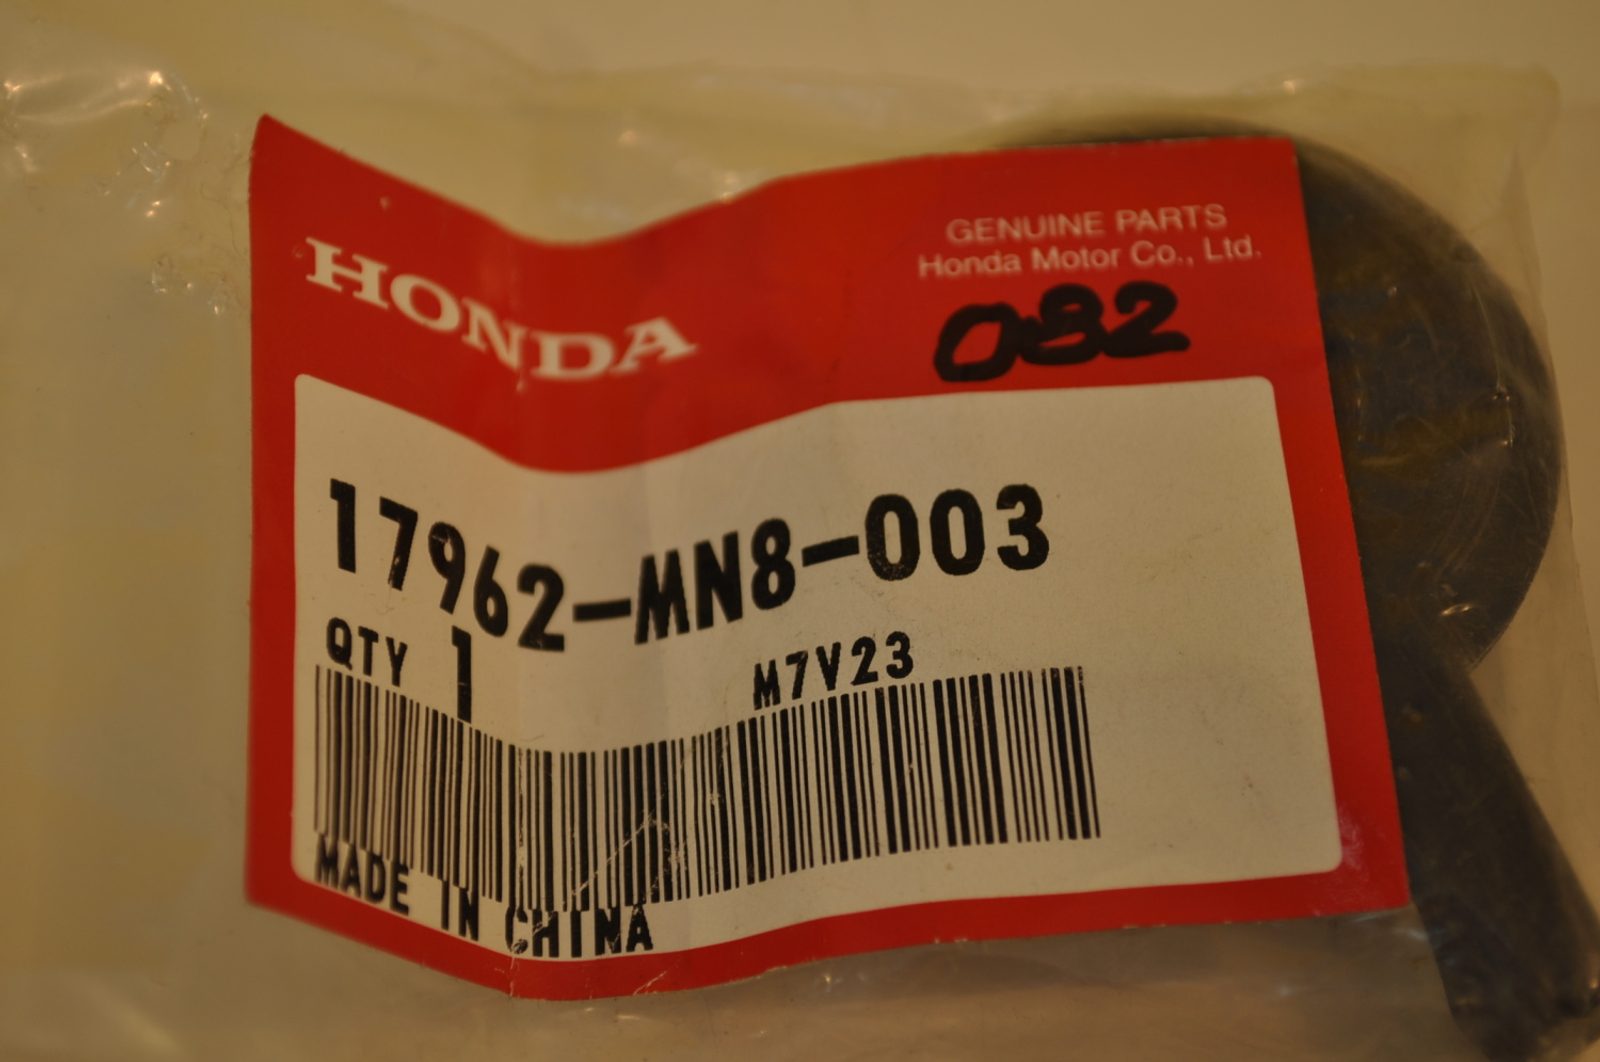 HONDA
GENUINE PARTS
Honda Motor Co., Ltd.
082
17962-MN8-003
QTY 1
M7V23
MADE IN CHINA